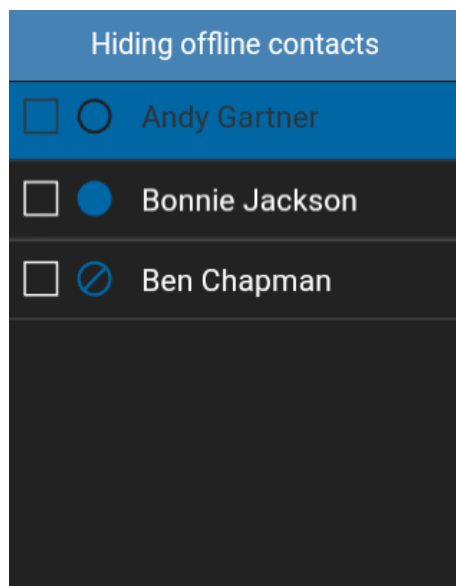 Hiding offline contacts
Andy Gartner
Bonnie Jackson
Ben Chapman